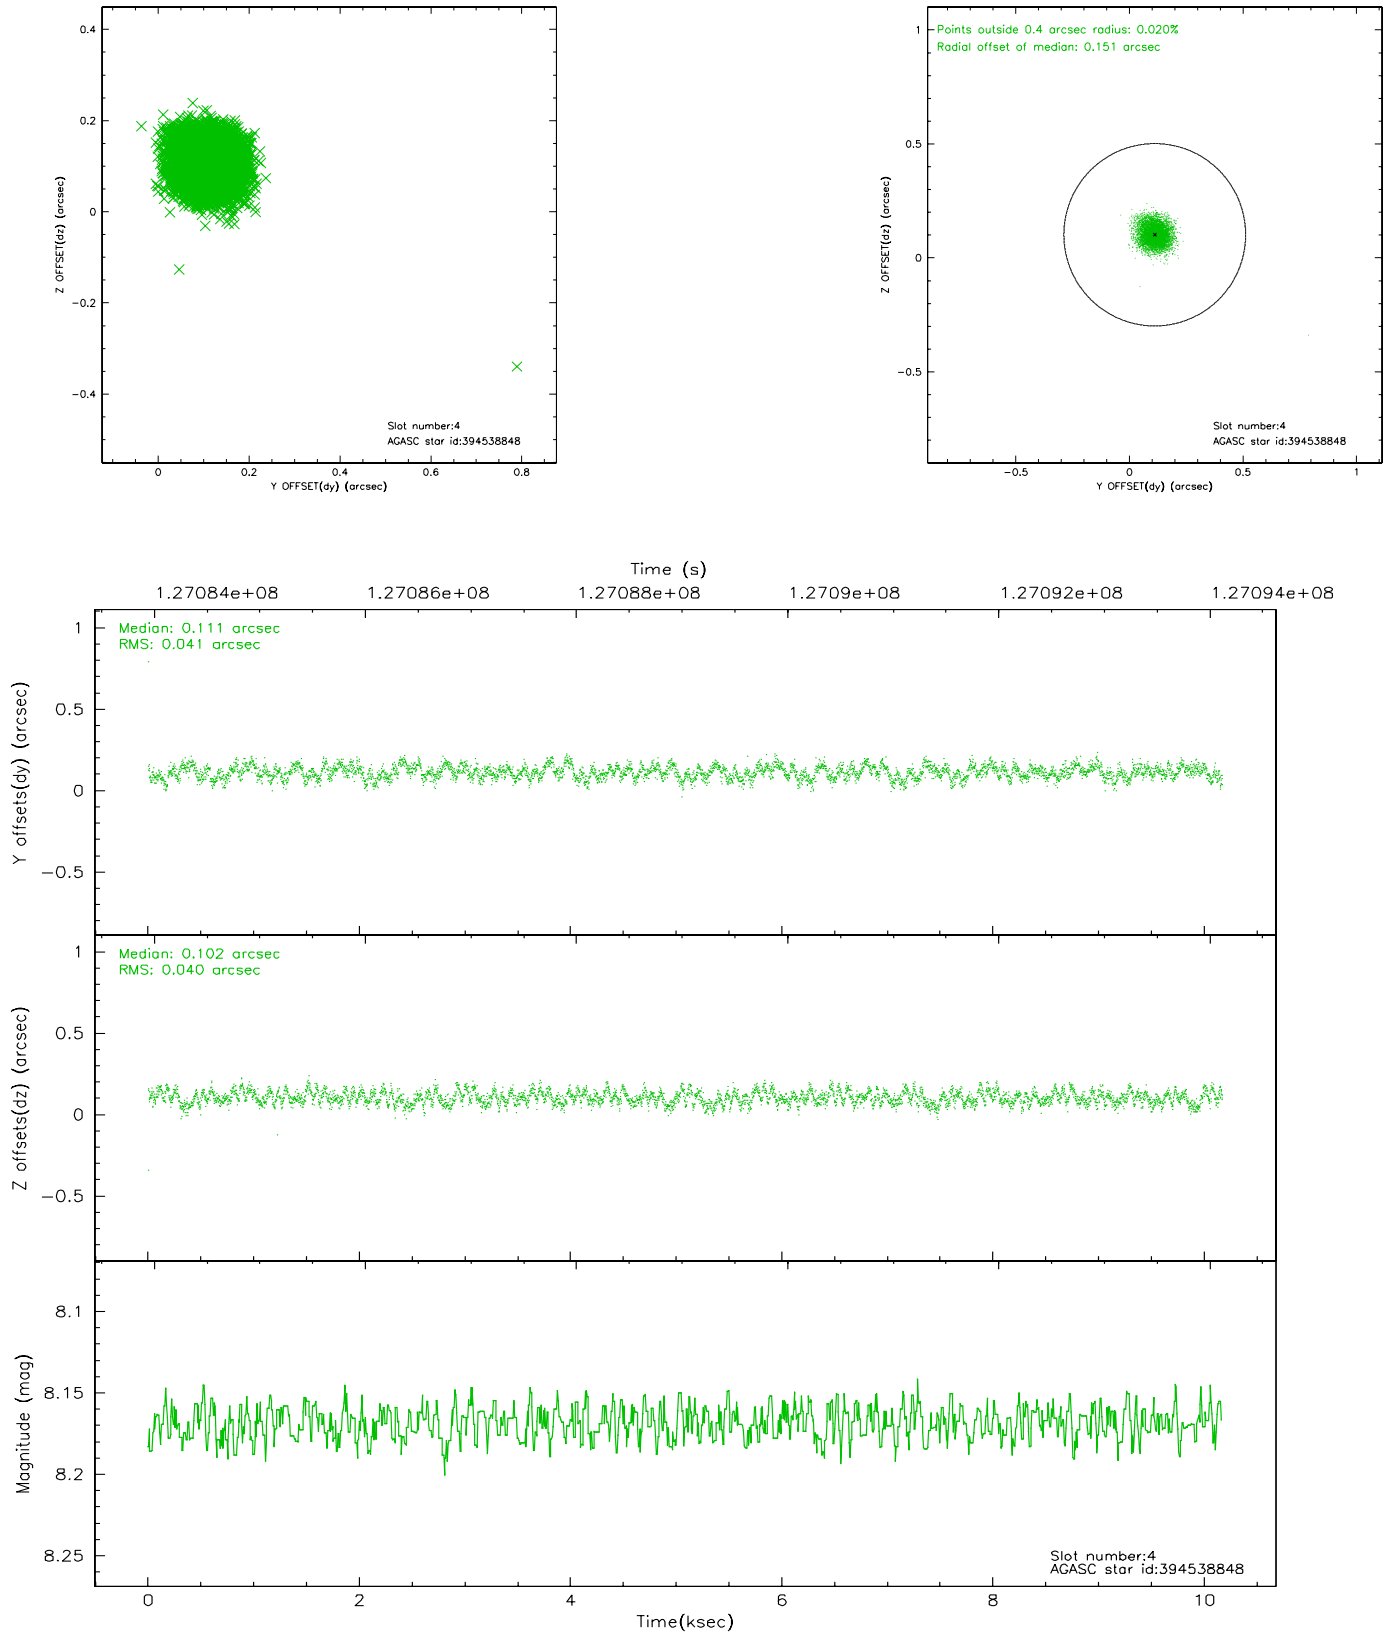 0.4
0.2
0
−0.2
−0.4
Z OFFSET(dz) (arcsec)
Slot number:4
AGASC star id:394538848
0 0.2 0.4 0.6 0.8
Y OFFSET(dy) (arcsec)
Points outside 0.4 arcsec radius: 0.020%
Radial offset of median: 0.151 arcsec
1
0.5
0
−0.5
Z OFFSET(dz) (arcsec)
Slot number:4
AGASC star id:394538848
−0.5 0 0.5 1
Y OFFSET(dy) (arcsec)
Time (s)
1.27084e+08 1.27086e+08 1.27088e+08 1.2709e+08 1.27092e+08 1.27094e+08
Median: 0.111 arcsec
RMS: 0.041 arcsec
1
0.5
0
−0.5
Y offsets(dy) (arcsec)
Median: 0.102 arcsec
RMS: 0.040 arcsec
1
0.5
0
−0.5
Z offsets(dz) (arcsec)
8.1
8.15
8.2
8.25
Magnitude (mag)
Slot number:4
AGASC star id:394538848
0 2 4 6 8 10
Time(ksec)